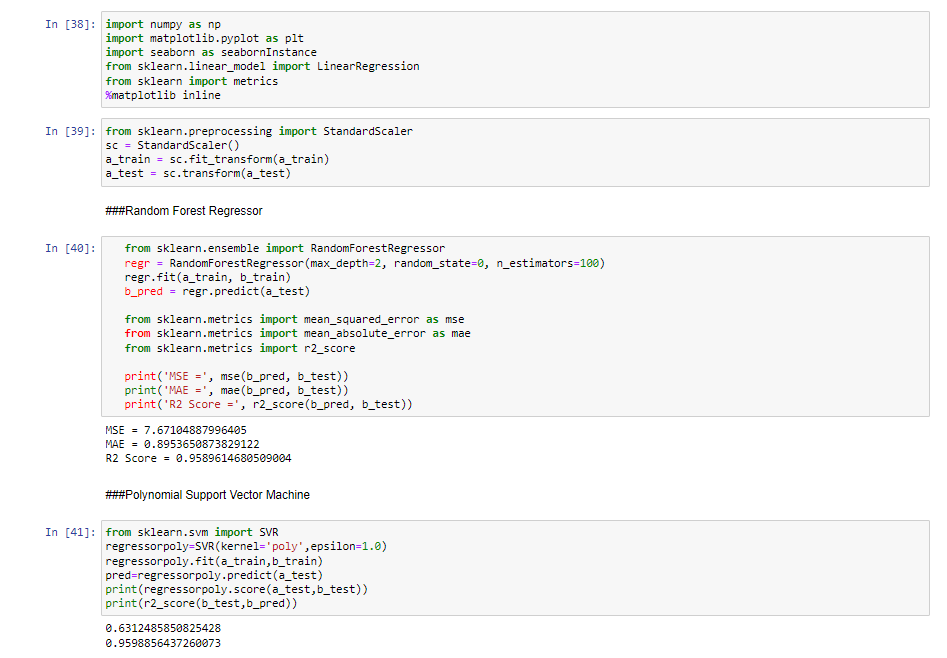 In [38]: import numpy as np
import matplotlib.pyplot as plt
import seaborn as seabornInstance
from sklearn.linear_model import LinearRegression
from sklearn import metrics
%matplotlib inline
In [39]: from sklearn.preprocessing import StandardScaler
sc = StandardScaler()
a_train = sc.fit_transform(a_train)
a_test = sc.transform(a_test)
###Random Forest Regressor
In [40]: from sklearn.ensemble import RandomForestRegressor
regr = RandomForestRegressor(max_depth=2, random_state=0, n_estimators=100)
regr.fit(a_train, b_train)
b_pred = regr.predict(a_test)
from sklearn.metrics import mean_squared_error as mse
from sklearn.metrics import mean_absolute_error as mae
from sklearn.metrics import r2_score
print('MSE =', mse(b_pred, b_test))
print('MAE =', mae(b_pred, b_test))
print('R2 Score =', r2_score(b_pred, b_test))
MSE = 7.67104887996405
MAE = 0.8953650873829122
R2 Score = 0.9589614680509004
###Polynomial Support Vector Machine
In [41]: from sklearn.svm import SVR
regressorpoly=SVR(kernel='poly',epsilon=1.0)
regressorpoly.fit(a_train,b_train)
pred=regressorpoly.predict(a_test)
print(regressorpoly.score(a_test,b_test))
print(r2_score(b_test,b_pred))
0.6312485850825428
0.9598856437260073